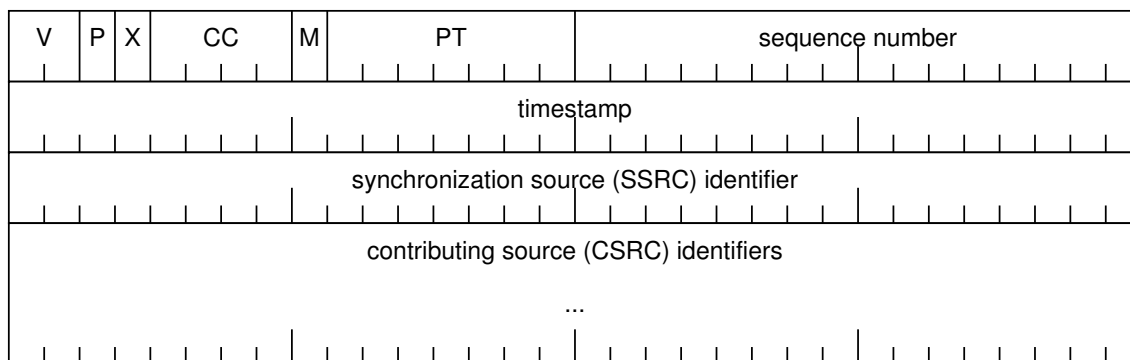 V P X CC M PT sequence number
timestamp
synchronization source (SSRC) identifier
contributing source (CSRC) identifiers
...